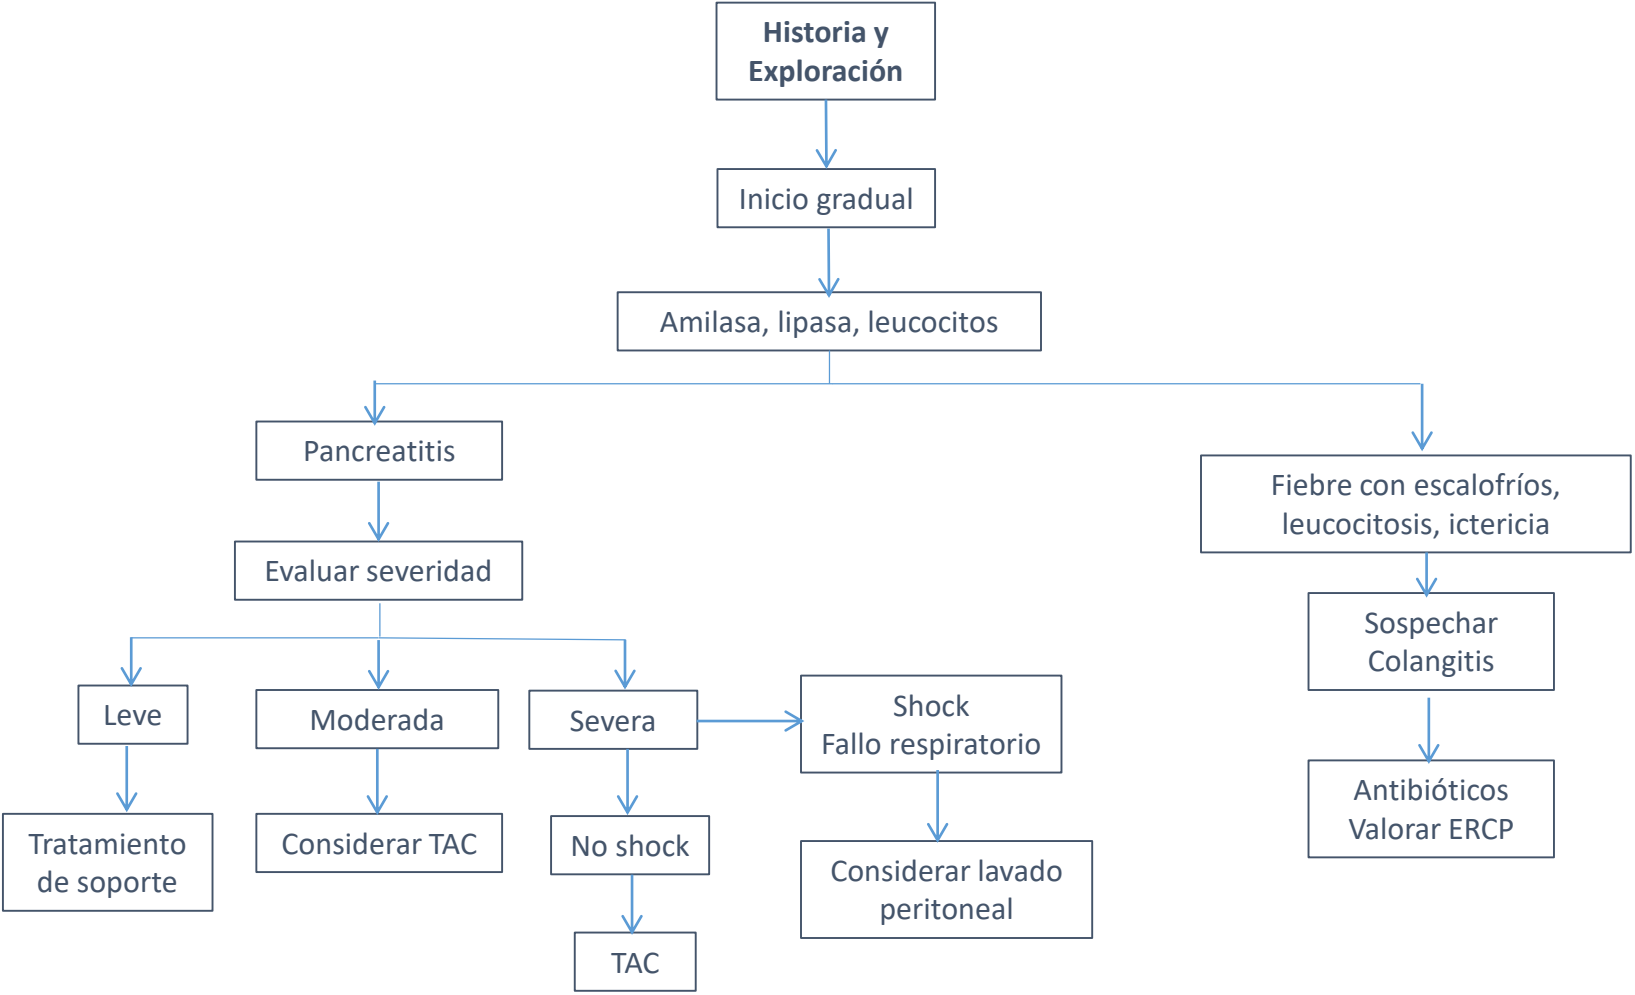 Historia y
Exploración
Inicio gradual
Amilasa, lipasa, leucocitos
Pancreatitis
Fiebre con escalofríos,
leucocitosis, ictericia
Evaluar severidad
Sospechar
Colangitis
Leve
Moderada
Severa
Shock
Fallo respiratorio
Antibióticos
Valorar ERCP
Tratamiento
de soporte
Considerar TAC
No shock
Considerar lavado
peritoneal
TAC